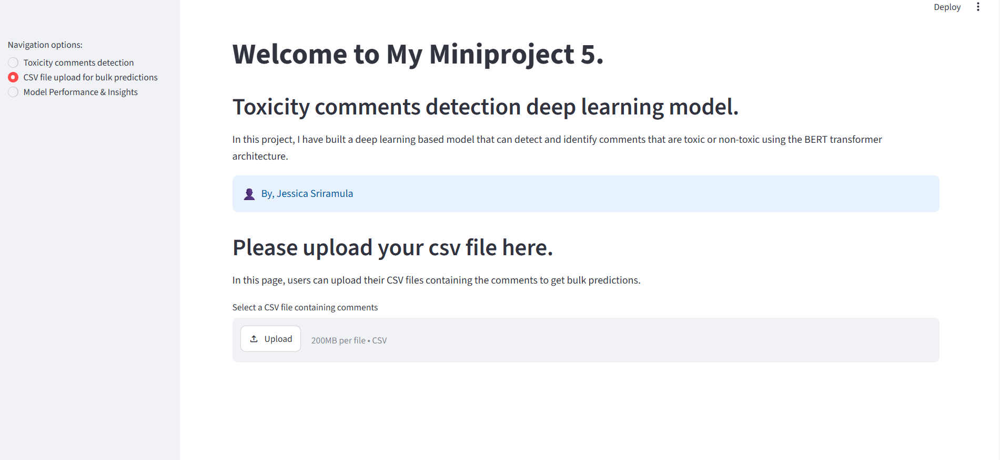 Deploy
Navigation options:
Toxicity comments detection
CSV file upload for bulk predictions
Model Performance & Insights
Welcome to My Miniproject 5.
Toxicity comments detection deep learning model.
In this project, I have built a deep learning based model that can detect and identify comments that are toxic or non-toxic using the BERT transformer
architecture.
By, Jessica Sriramula
Please upload your csv file here.
In this page, users can upload their CSV files containing the comments to get bulk predictions.
Select a CSV file containing comments
Upload
200MB per file • CSV